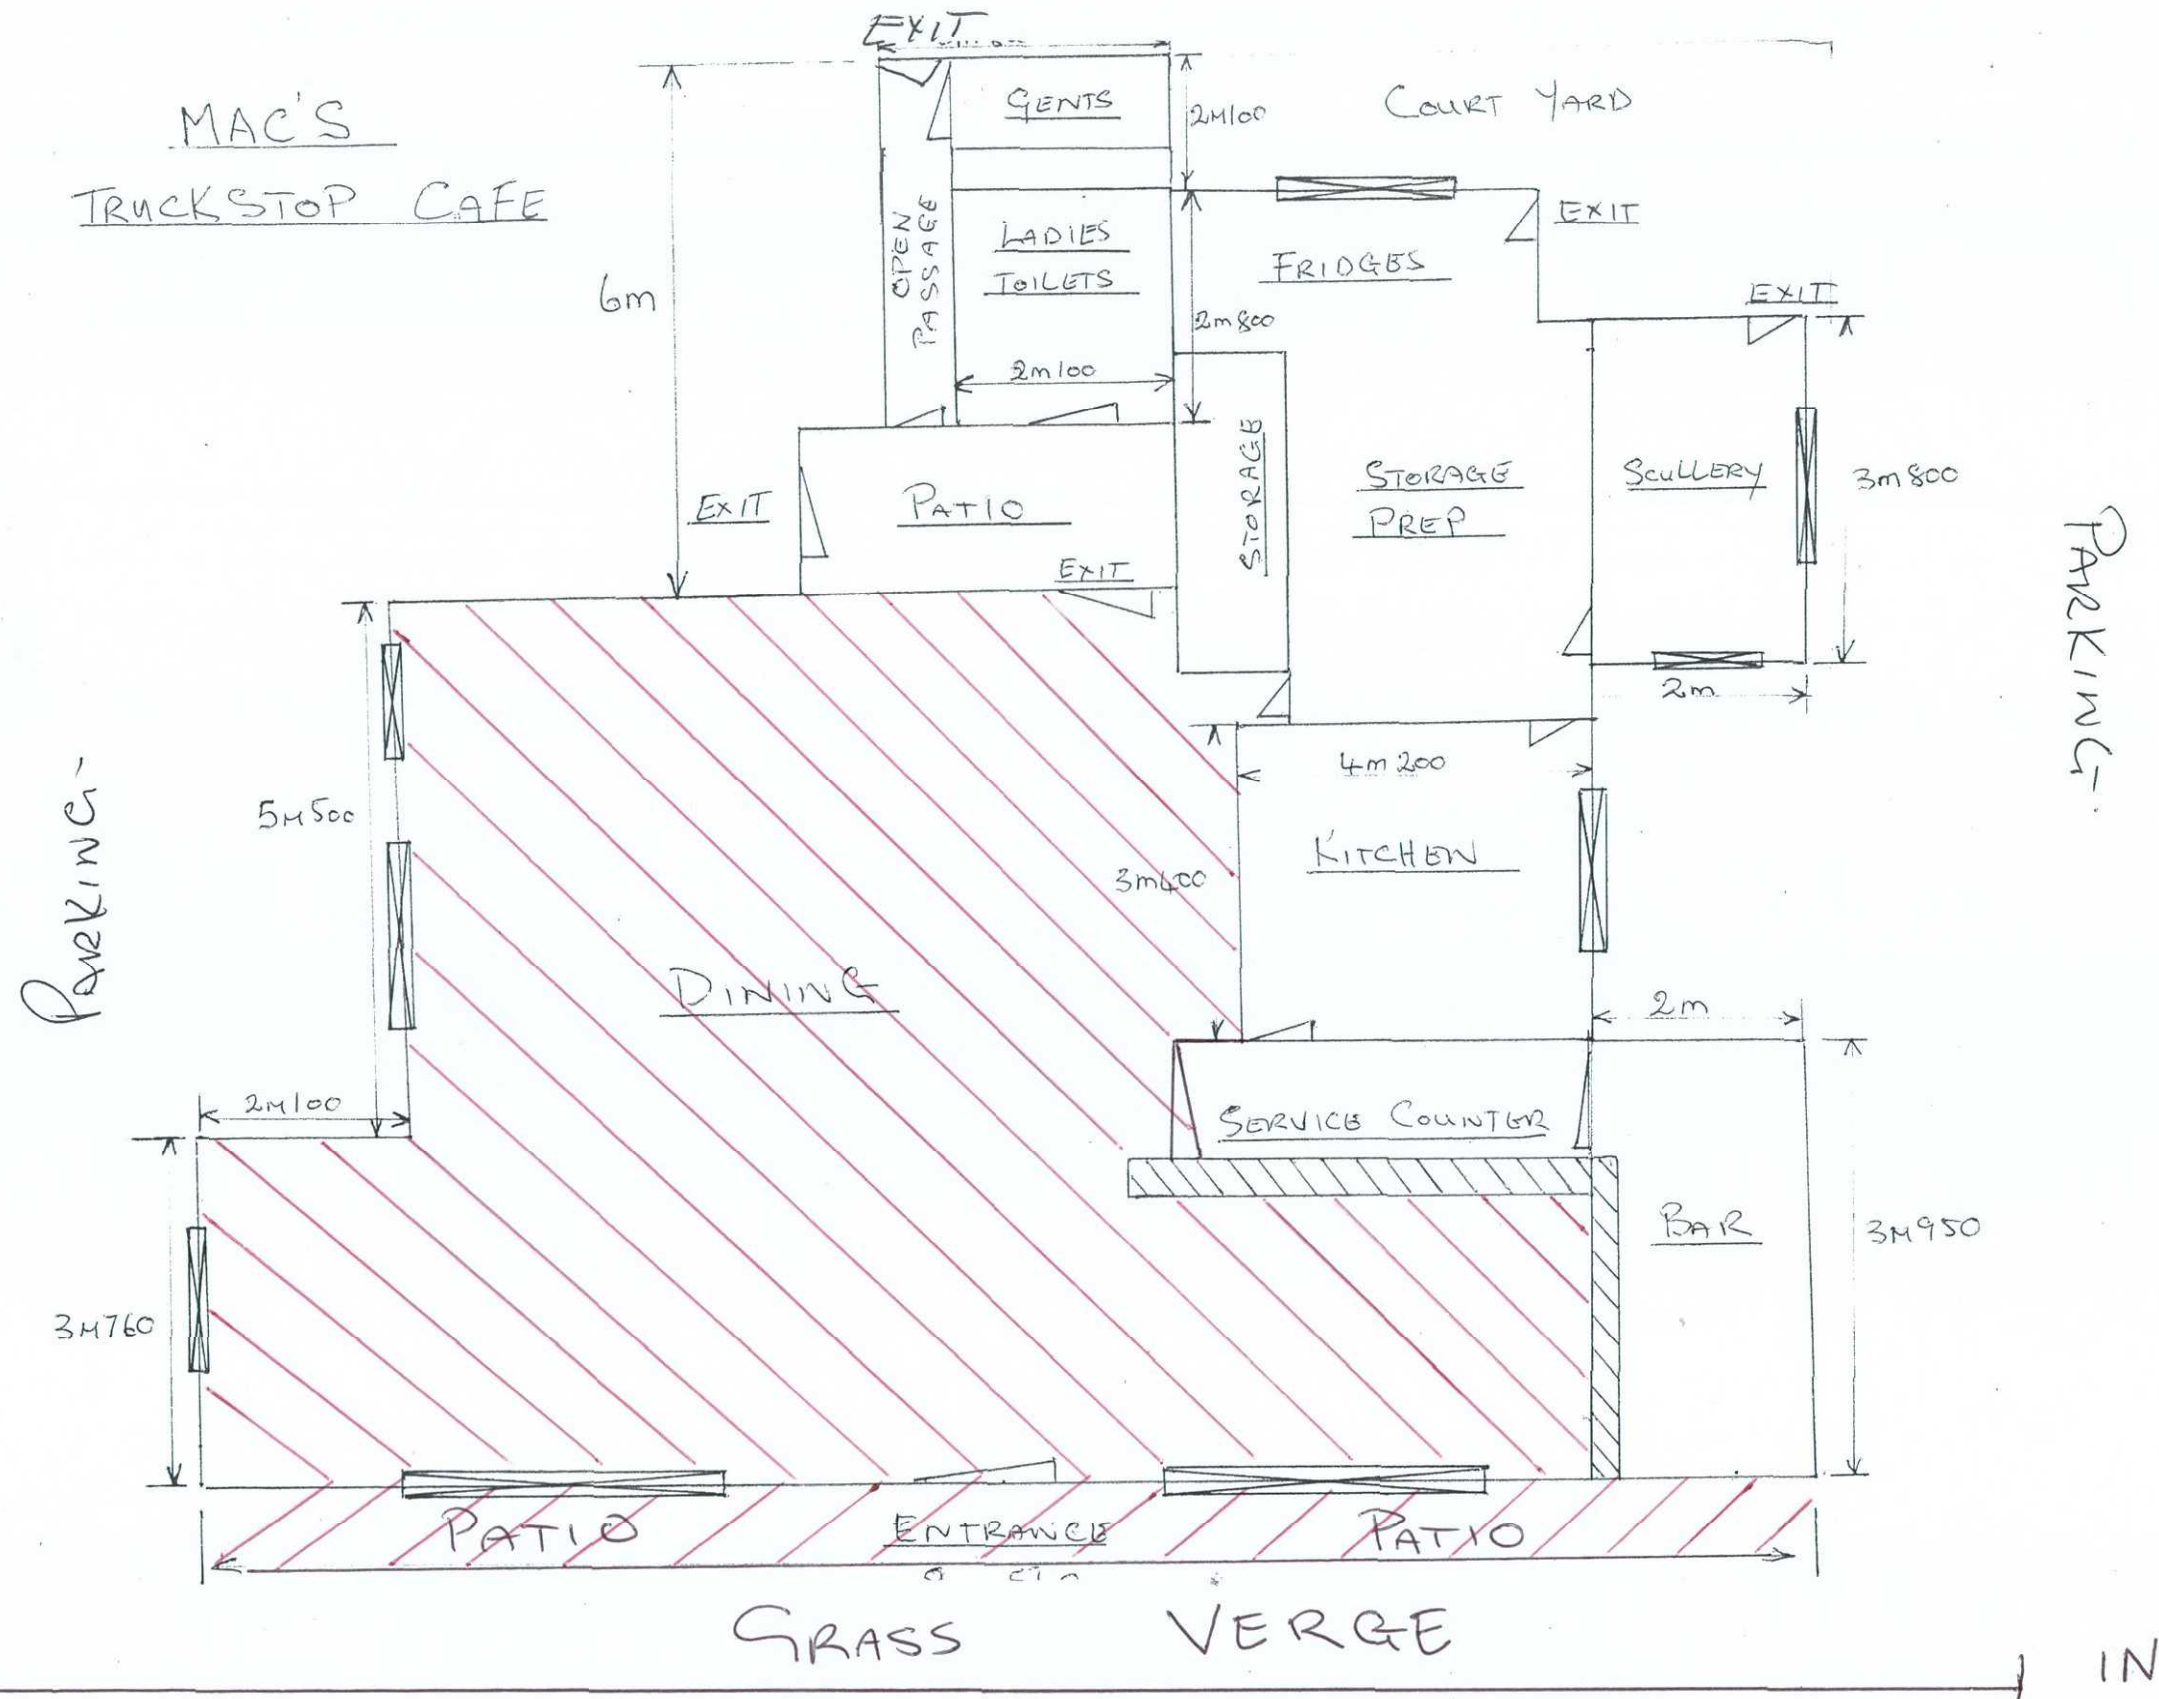 EXIT
MAC'S
TRUCKSTOP CAFE
GENTS
2M100
COURT YARD
6m
OPEN
PASSAGE
LADIES
TOILETS
FRIDGES
EXIT
EXIT
2m800
2m100
EXIT
PATIO
EXIT
STORAGE
STORAGE
PREP
SCULLERY
3m800
PARKING
2m
4m200
5M500
KITCHEN
3m400
PARKING
DINING
2m
2M100
SERVICE COUNTER
BAR
3M950
3M760
PATIO
ENTRANCE
PATIO
GRASS VERGE
IN